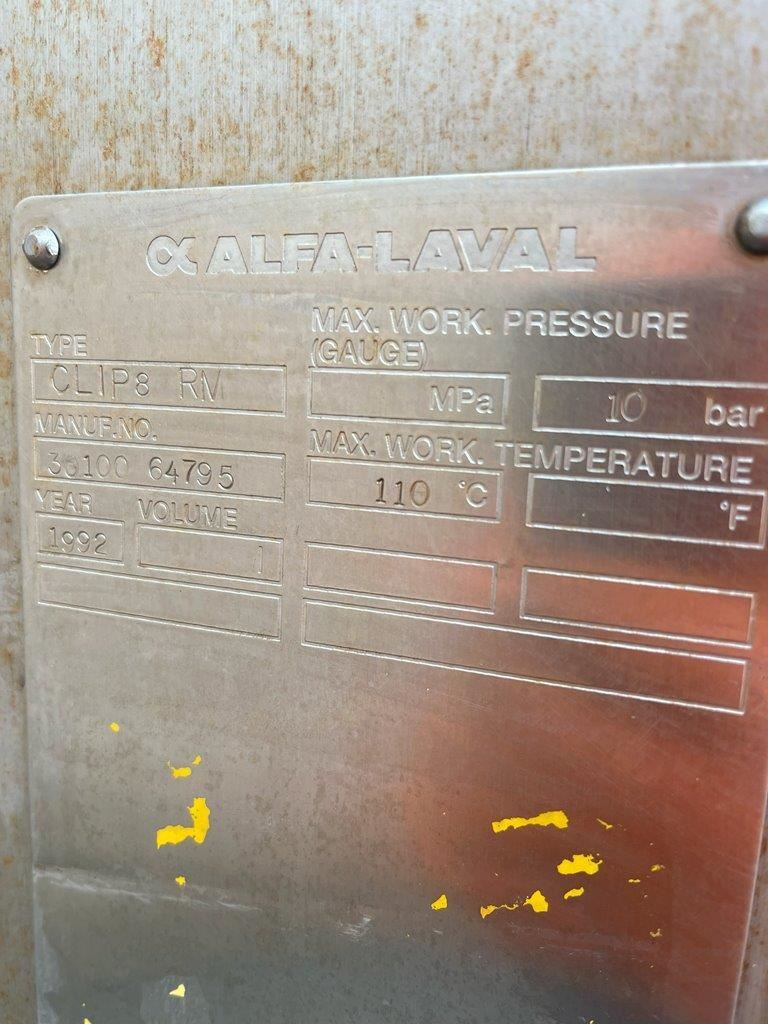 α ALFA-LAVAL
TYPE
CLIP8 RM
MANUF.NO.
30100 64795
YEAR VOLUME
1992 l
MAX. WORK. PRESSURE
(GAUGE)
MPa 10 bar
MAX. WORK. TEMPERATURE
110 °C °F